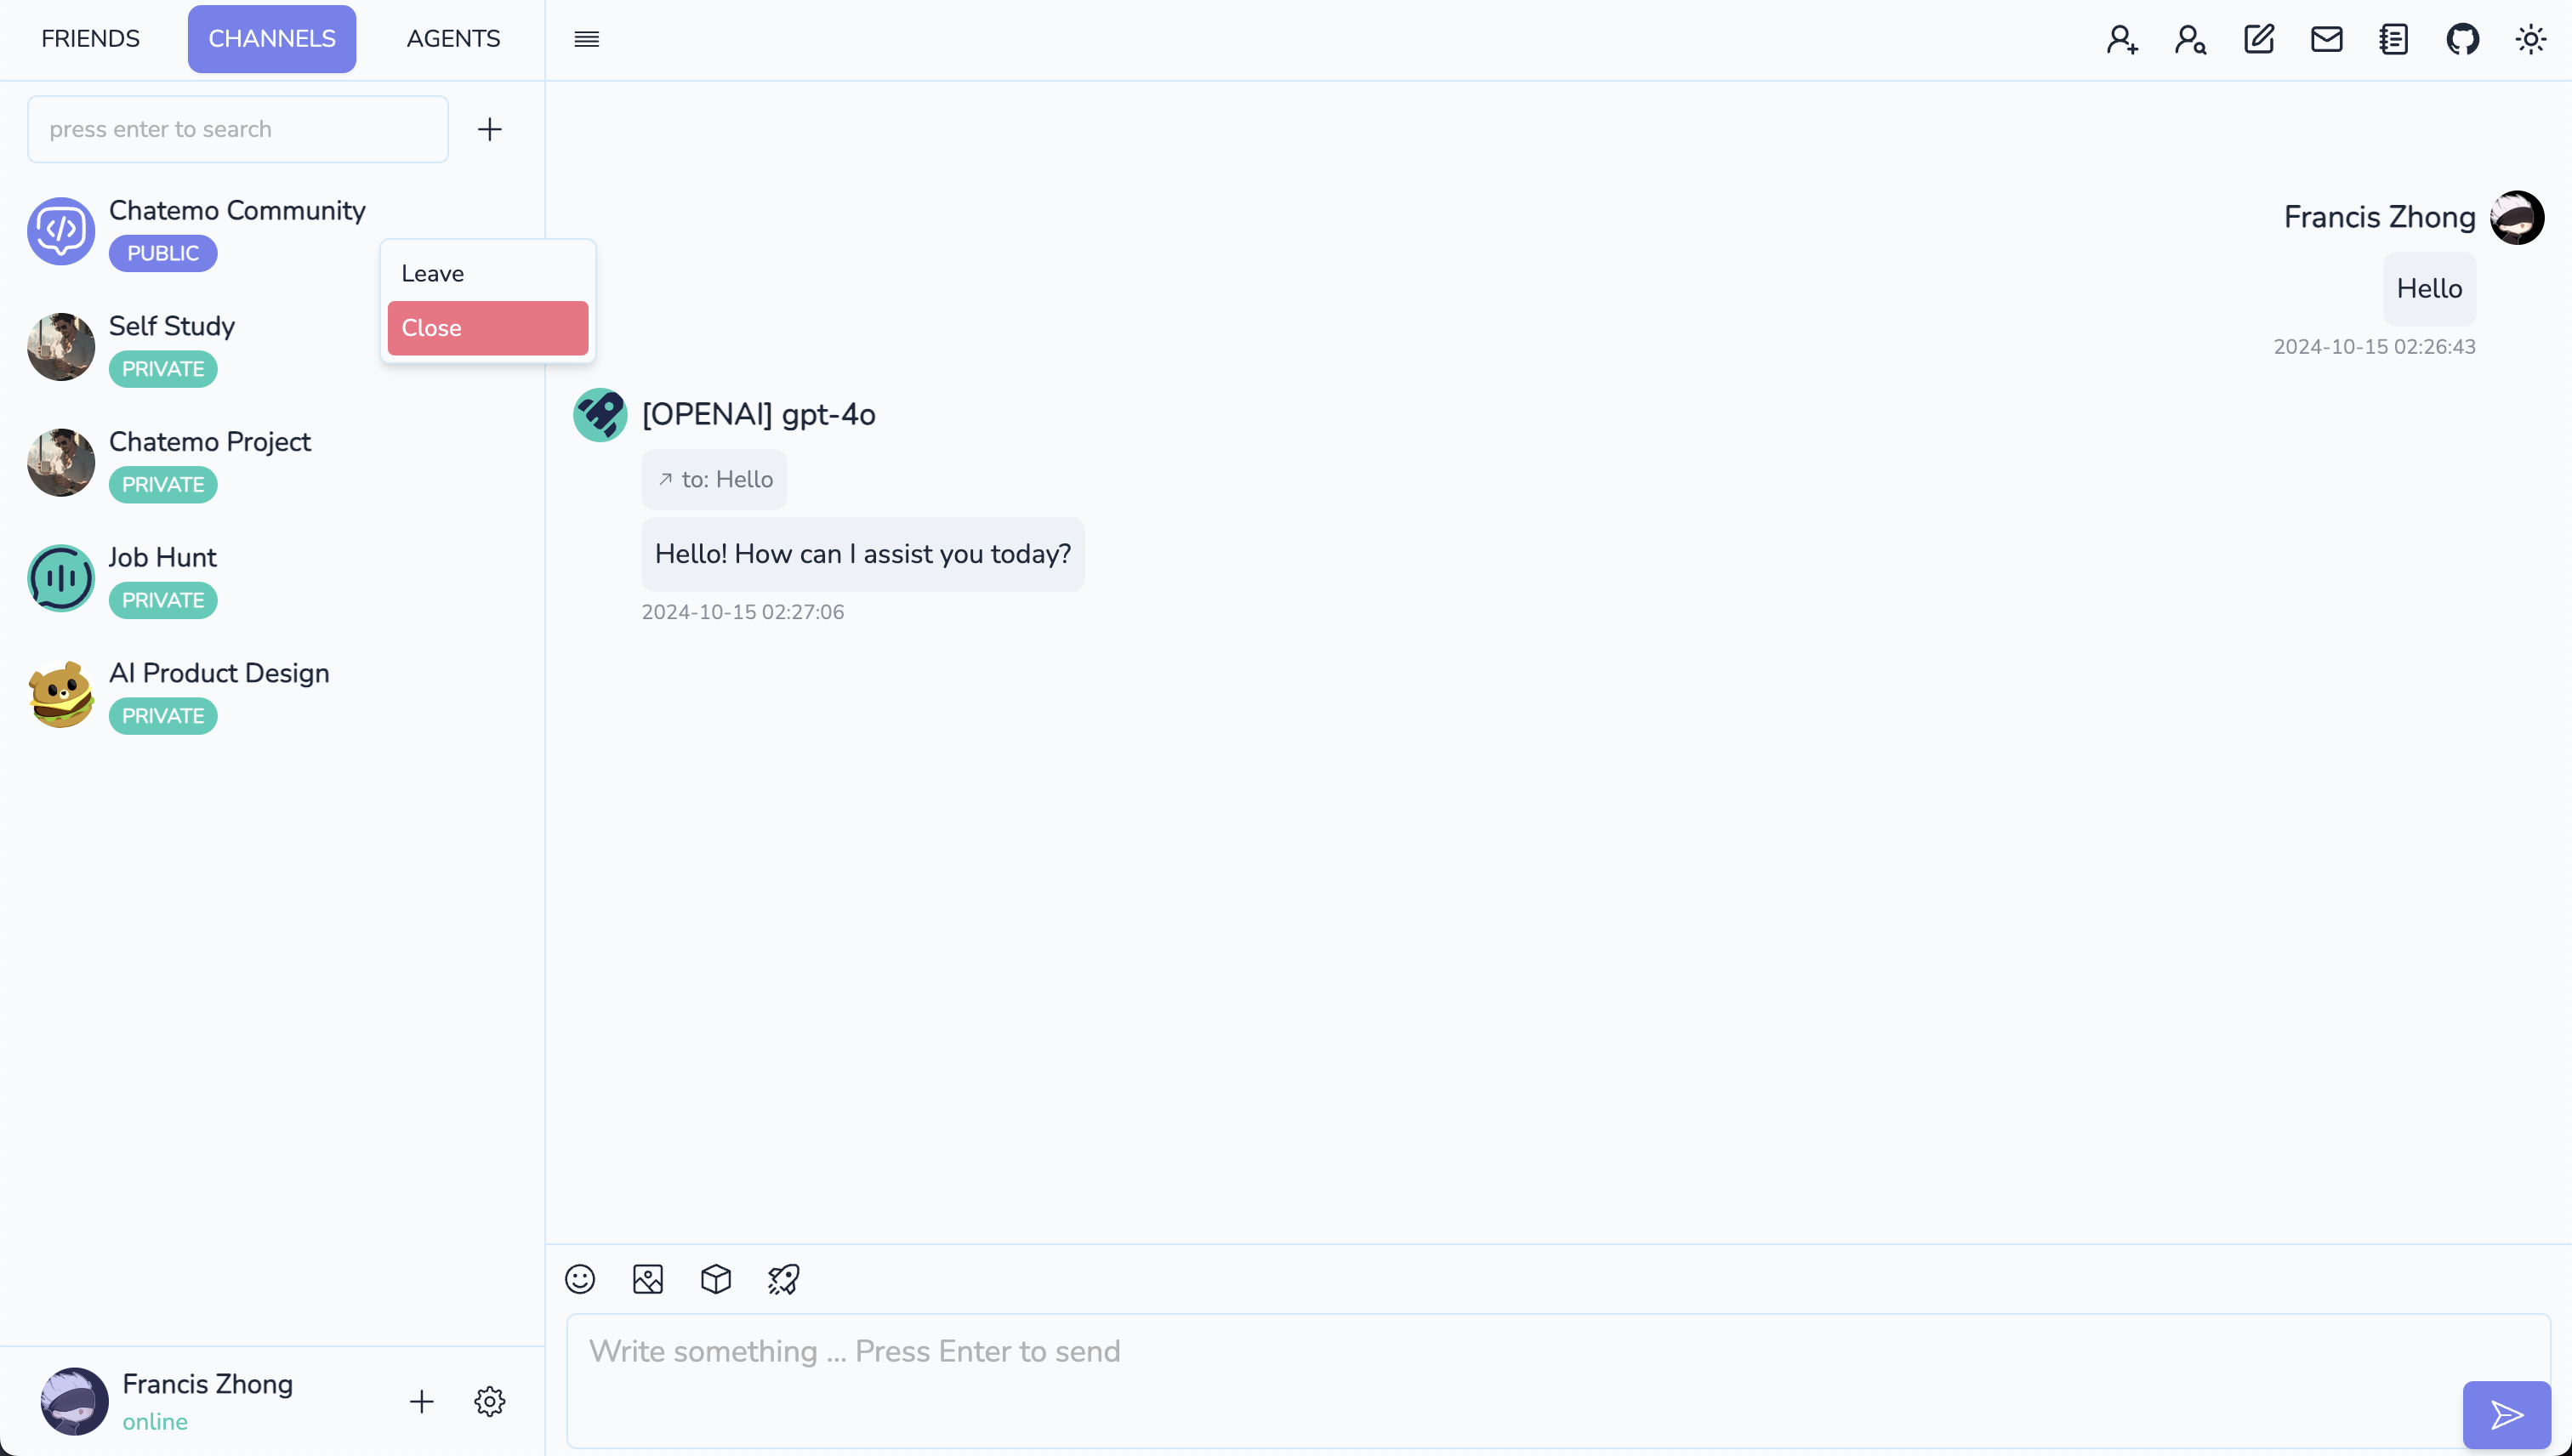 FRIENDS
CHANNELS
AGENTS
press enter to search
Chatemo Community
PUBLIC
Leave
Close
Self Study
PRIVATE
Chatemo Project
PRIVATE
Job Hunt
PRIVATE
AI Product Design
PRIVATE
Francis Zhong
online
Francis Zhong
Hello
2024-10-15 02:26:43
[OPENAI] gpt-4o
to: Hello
Hello! How can I assist you today?
2024-10-15 02:27:06
Write something ... Press Enter to send